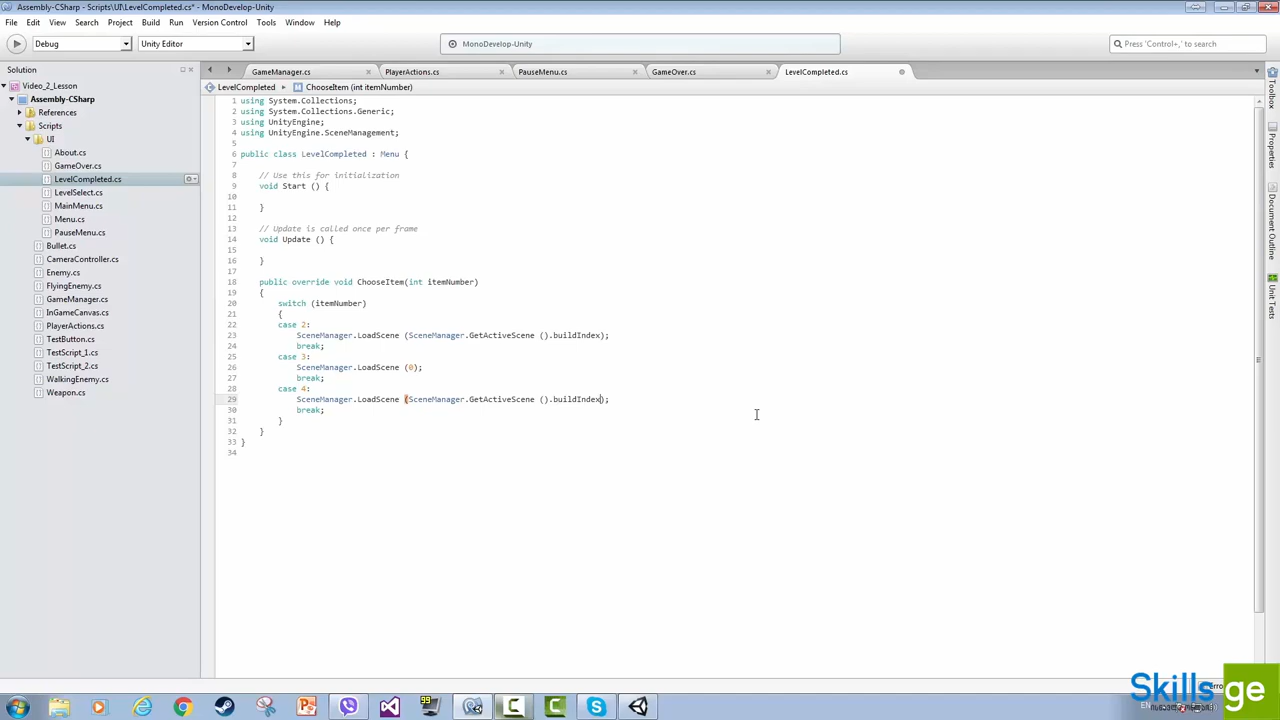 Assembly-CSharp - Scripts\UI\LevelCompleted.cs* - MonoDevelop-Unity
File Edit View Search Project Build Run Version Control Tools Window Help
Debug Unity Editor MonoDevelop-Unity Press 'Control+,' to search
Solution
GameManager.cs PlayerActions.cs PauseMenu.cs GameOver.cs LevelCompleted.cs
LevelCompleted ChooseItem (int itemNumber)
Video_2_Lesson
Assembly-CSharp
References
Scripts
UI
About.cs
GameOver.cs
LevelCompleted.cs
LevelSelect.cs
MainMenu.cs
Menu.cs
PauseMenu.cs
Bullet.cs
CameraController.cs
Enemy.cs
FlyingEnemy.cs
GameManager.cs
InGameCanvas.cs
PlayerActions.cs
TestButton.cs
TestScript_1.cs
TestScript_2.cs
WalkingEnemy.cs
Weapon.cs
1 using System.Collections;
2 using System.Collections.Generic;
3 using UnityEngine;
4 using UnityEngine.SceneManagement;
5
6 public class LevelCompleted : Menu {
7
8 // Use this for initialization
9 void Start () {
10
11 }
12
13 // Update is called once per frame
14 void Update () {
15
16 }
17
18 public override void ChooseItem(int itemNumber)
19 {
20 switch (itemNumber)
21 {
22 case 2:
23 SceneManager.LoadScene (SceneManager.GetActiveScene ().buildIndex);
24 break;
25 case 3:
26 SceneManager.LoadScene (0);
27 break;
28 case 4:
29 SceneManager.LoadScene (SceneManager.GetActiveScene ().buildIndex);
30 break;
31 }
32 }
33 }
34
Toolbox
Properties
Document Outline
Unit Tests
99
Skills ge